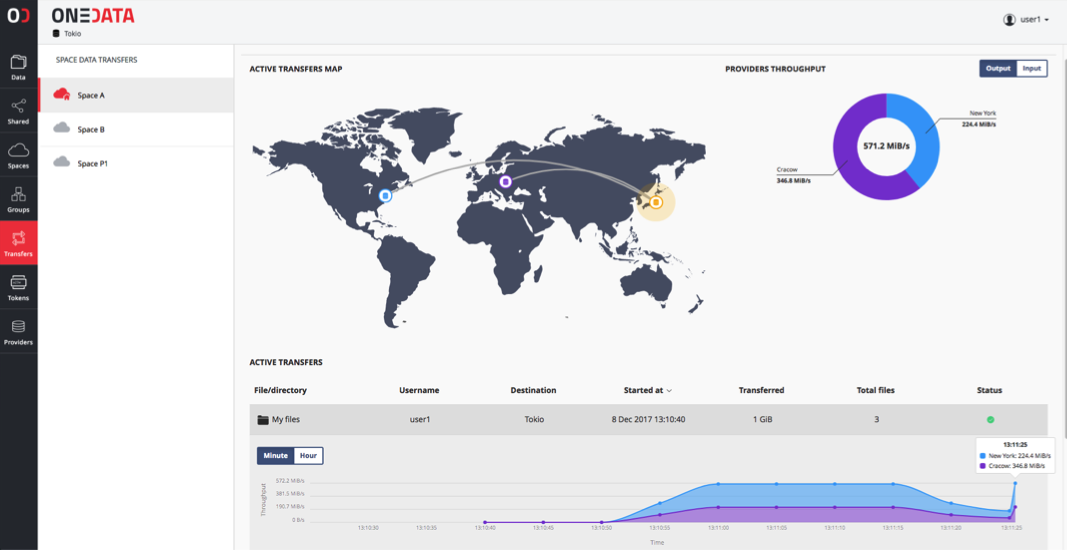 ONEDATA
Tokio
user1
Data
Shared
Spaces
Groups
Transfers
Tokens
Providers
SPACE DATA TRANSFERS
Space A
Space B
Space P1
ACTIVE TRANSFERS MAP
PROVIDERS THROUGHPUT
Output Input
New York
224.4 MiB/s
571.2 MiB/s
Cracow
346.8 MiB/s
ACTIVE TRANSFERS
File/directory Username Destination Started at Transferred Total files Status
My files user1 Tokio 8 Dec 2017 13:10:40 1 GiB 3
Minute Hour
13:11:25
New York: 224.4 MiB/s
Cracow: 346.8 MiB/s
Throughput
572.2 MiB/s
381.5 MiB/s
190.7 MiB/s
0 B/s
13:10:30 13:10:35 13:10:40 13:10:45 13:10:50 13:10:55 13:11:00 13:11:05 13:11:10 13:11:15 13:11:20 13:11:25
Time